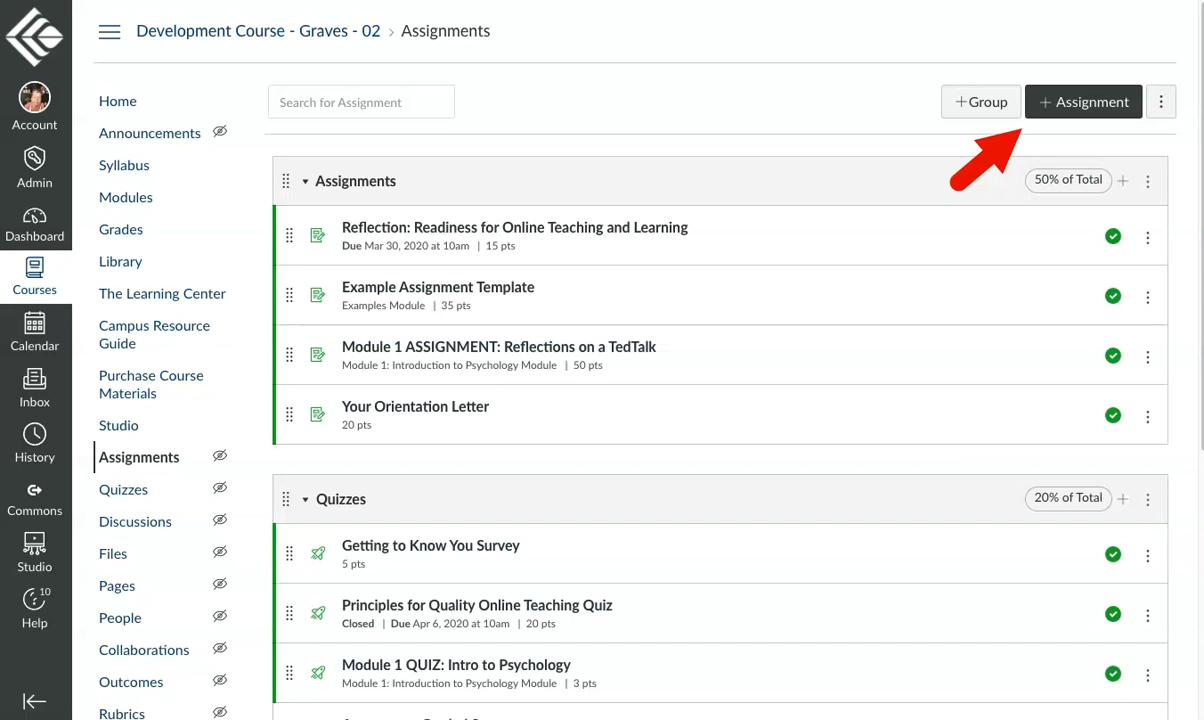 Development Course - Graves - 02 › Assignments
Account
Admin
Dashboard
Courses
Calendar
Inbox
History
Commons
Studio
10
Help
Home
Announcements
Syllabus
Modules
Grades
Library
The Learning Center
Campus Resource
Guide
Purchase Course
Materials
Studio
Assignments
Quizzes
Discussions
Files
Pages
People
Collaborations
Outcomes
Rubrics
Search for Assignment
+Group
+ Assignment
Assignments
50% of Total +
Reflection: Readiness for Online Teaching and Learning
Due Mar 30, 2020 at 10am | 15 pts
Example Assignment Template
Examples Module | 35 pts
Module 1 ASSIGNMENT: Reflections on a TedTalk
Module 1: Introduction to Psychology Module | 50 pts
Your Orientation Letter
20 pts
Quizzes
20% of Total +
Getting to Know You Survey
5 pts
Principles for Quality Online Teaching Quiz
Closed | Due Apr 6, 2020 at 10am | 20 pts
Module 1 QUIZ: Intro to Psychology
Module 1: Introduction to Psychology Module | 3 pts